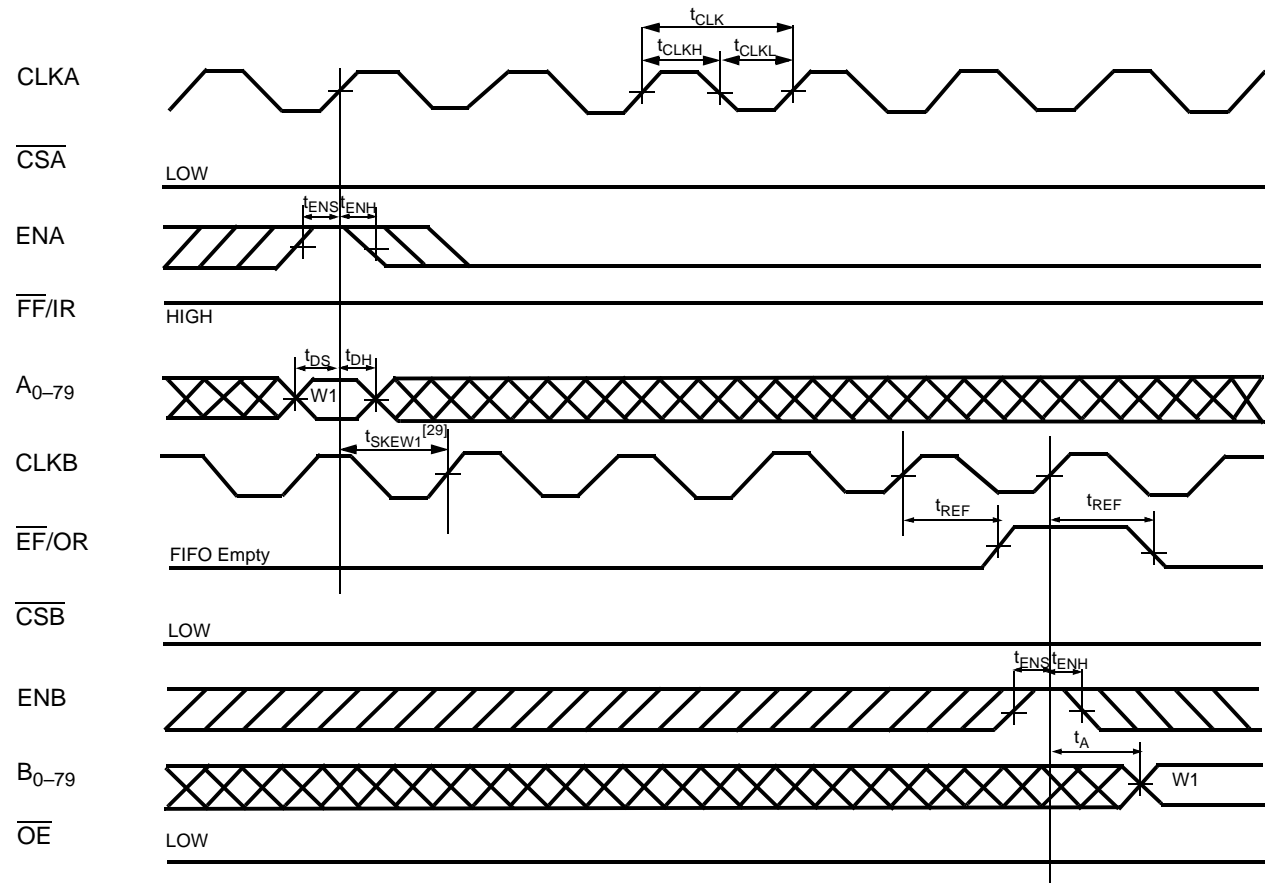 tCLK
tCLKH tCLKL
CLKA
CSA
LOW
tENS tENH
ENA
FF/IR
HIGH
tDS tDH
A0–79
W1
tSKEW1[29]
CLKB
tREF tREF
EF/OR
FIFO Empty
CSB
LOW
tENS tENH
ENB
tA
B0–79
W1
OE
LOW